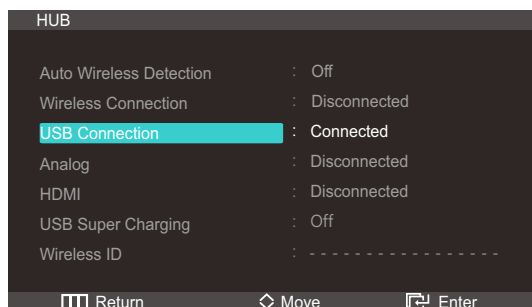 HUB
Auto Wireless Detection : Off
Wireless Connection : Disconnected
USB Connection : Connected
Analog : Disconnected
HDMI : Disconnected
USB Super Charging : Off
Wireless ID : - - - - - - - - - - - - - - - - - -
Return Move Enter